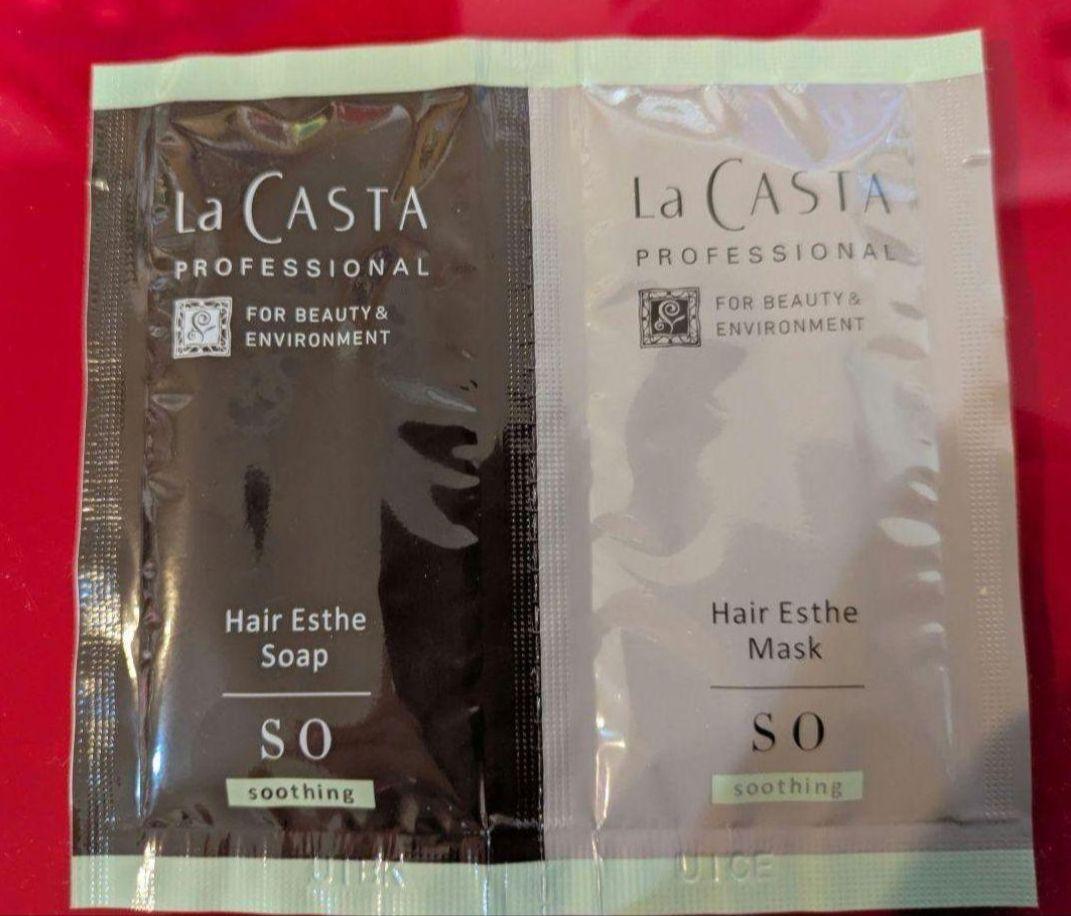 La CASTA
PROFESSIONAL
FOR BEAUTY &
ENVIRONMENT
Hair Esthe
Soap
SO
soothing
La CASTA
PROFESSIONAL
FOR BEAUTY &
ENVIRONMENT
Hair Esthe
Mask
SO
soothing